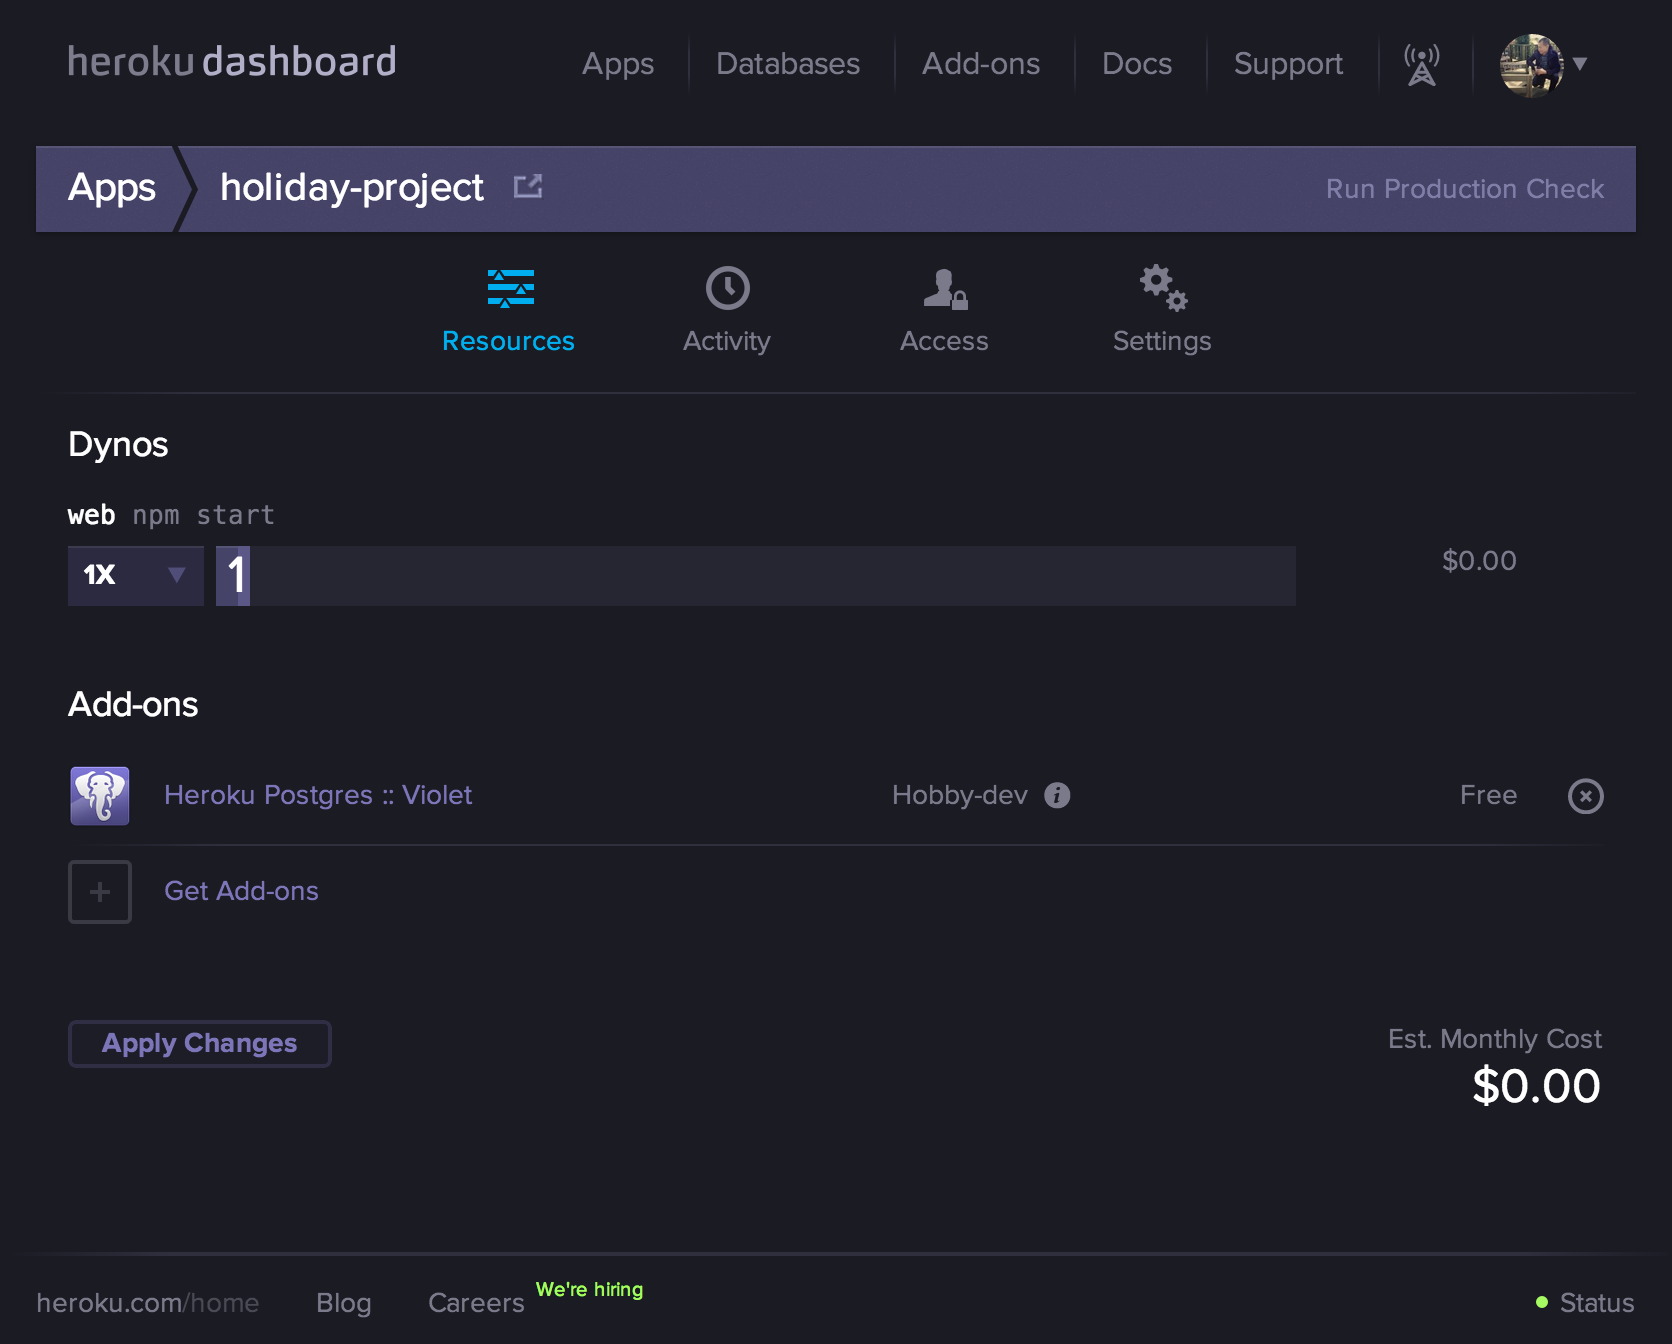 heroku dashboard
Apps Databases Add-ons Docs Support
Apps holiday-project Run Production Check
Resources Activity Access Settings
Dynos
web npm start
1X 1 $0.00
Add-ons
Heroku Postgres :: Violet Hobby-dev i Free
+ Get Add-ons
Apply Changes
Est. Monthly Cost
$0.00
heroku.com/home Blog Careers We're hiring Status